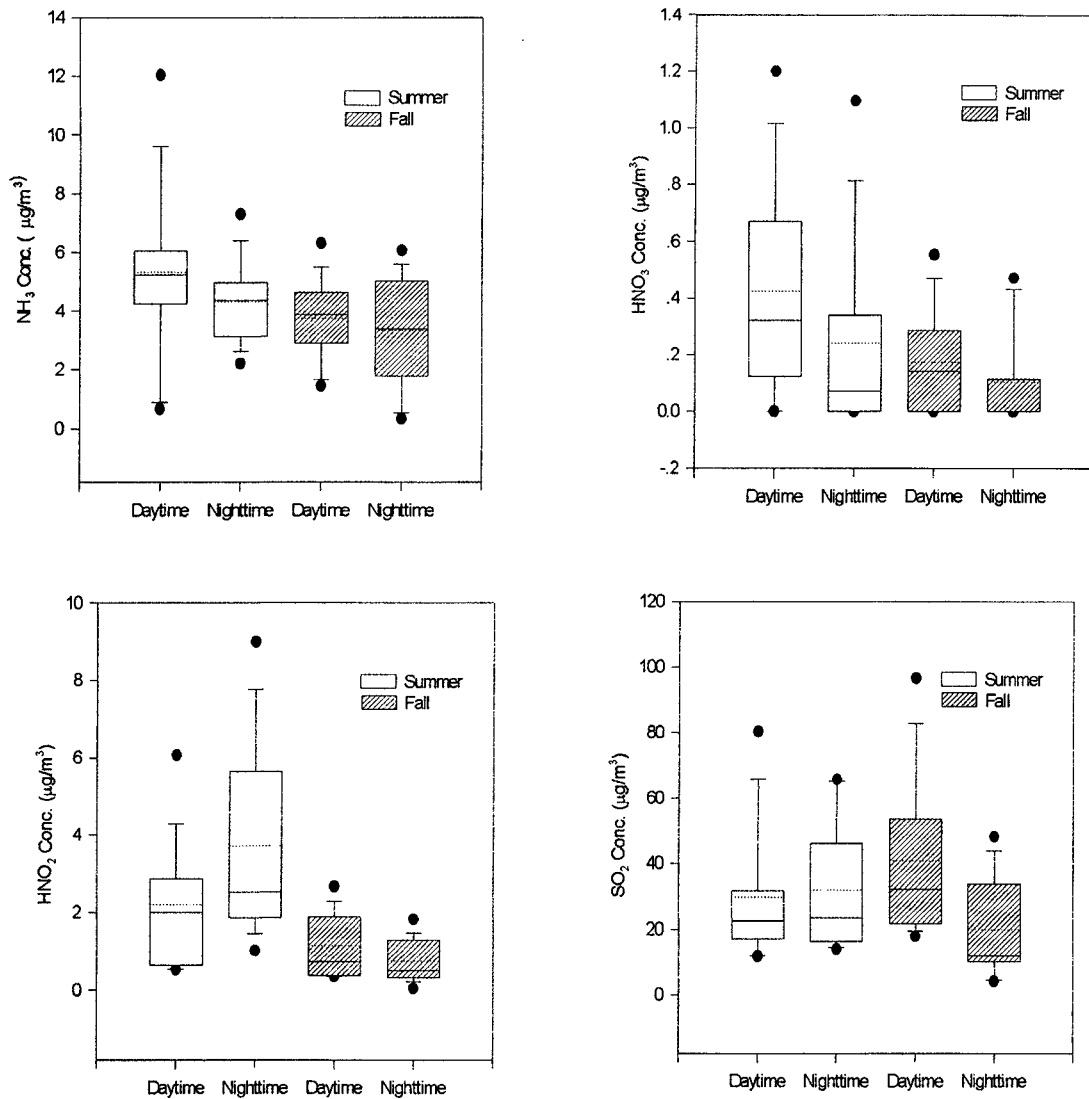 14
12
10
8
6
4
2
0
NH₃ Conc. ( µg/m³)
Summer
Fall
Daytime Nighttime Daytime Nighttime
1.4
1.2
1.0
.8
.6
.4
.2
0.0
-.2
HNO₃ Conc. (µg/m³)
Summer
Fall
Daytime Nighttime Daytime Nighttime
10
8
6
4
2
0
HNO₂ Conc. (µg/m³)
Summer
Fall
Daytime Nighttime Daytime Nighttime
120
100
80
60
40
20
0
SO₂ Conc. (µg/m³)
Summer
Fall
Daytime Nighttime Daytime Nighttime